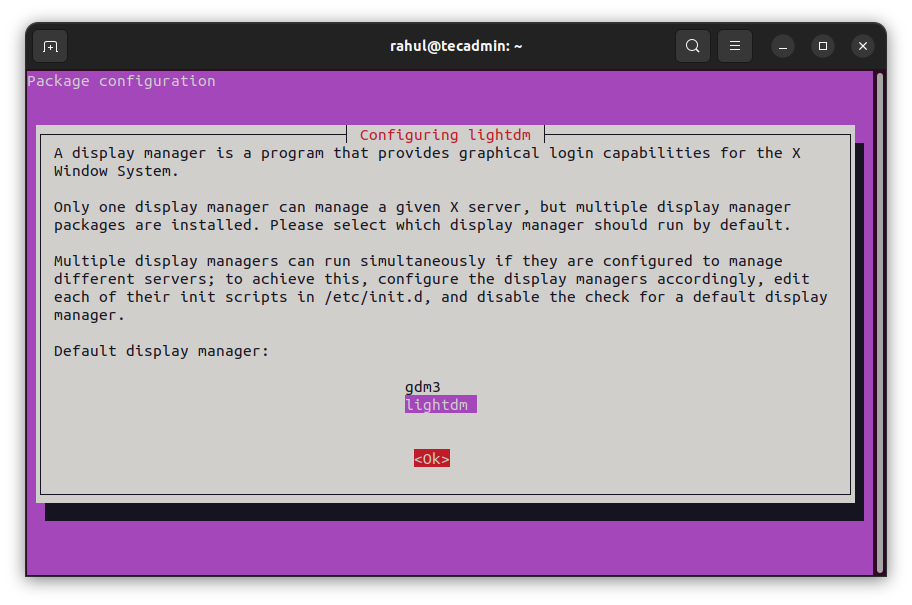 rahul@tecadmin: ~
Package configuration
Configuring lightdm
A display manager is a program that provides graphical login capabilities for the X
Window System.
Only one display manager can manage a given X server, but multiple display manager
packages are installed. Please select which display manager should run by default.
Multiple display managers can run simultaneously if they are configured to manage
different servers; to achieve this, configure the display managers accordingly, edit
each of their init scripts in /etc/init.d, and disable the check for a default display
manager.
Default display manager:
gdm3
lightdm
<Ok>